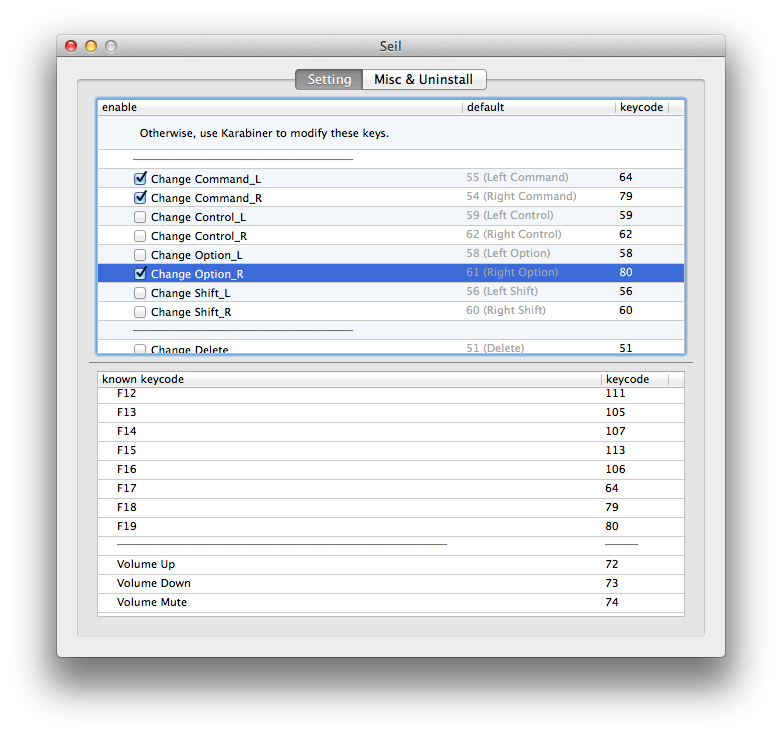 Seil
Setting Misc & Uninstall
enable default keycode
Otherwise, use Karabiner to modify these keys.
Change Command_L 55 (Left Command) 64
Change Command_R 54 (Right Command) 79
Change Control_L 59 (Left Control) 59
Change Control_R 62 (Right Control) 62
Change Option_L 58 (Left Option) 58
Change Option_R 61 (Right Option) 80
Change Shift_L 56 (Left Shift) 56
Change Shift_R 60 (Right Shift) 60
Change Delete 51 (Delete) 51
known keycode keycode
F12 111
F13 105
F14 107
F15 113
F16 106
F17 64
F18 79
F19 80
Volume Up 72
Volume Down 73
Volume Mute 74